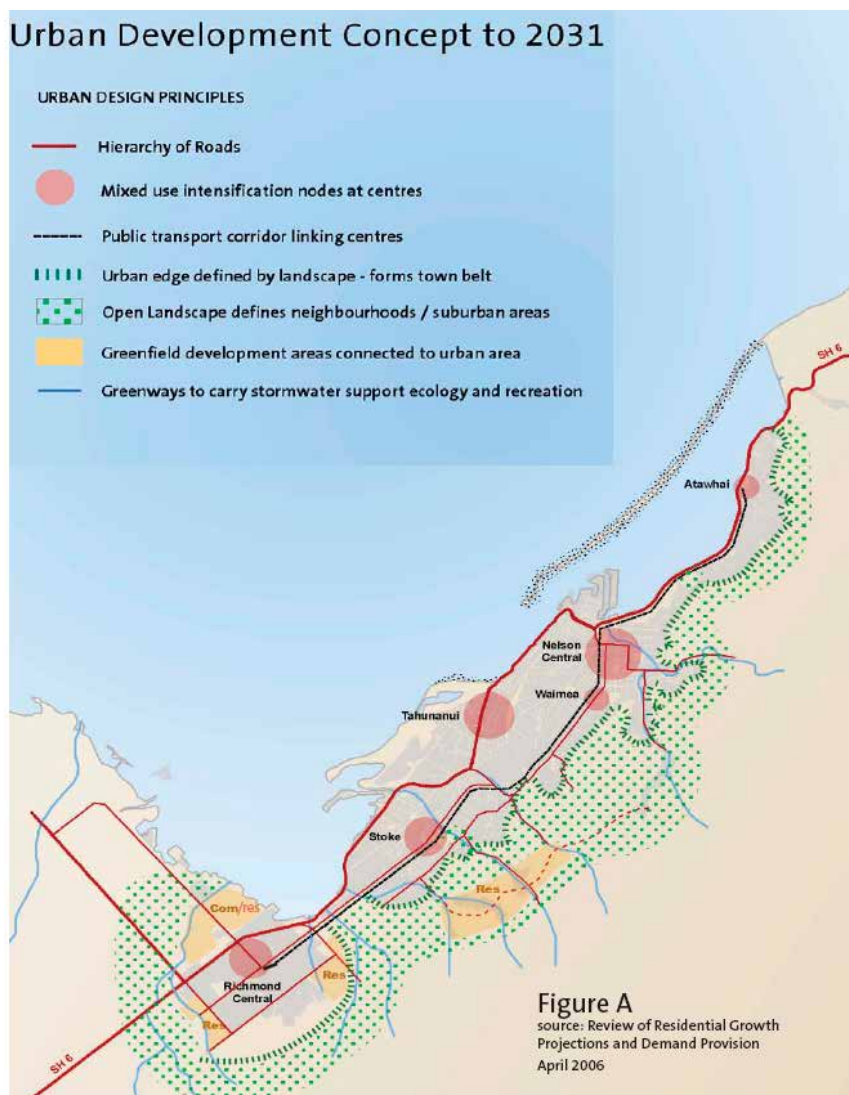 Urban Development Concept to 2031
URBAN DESIGN PRINCIPLES
Hierarchy of Roads
Mixed use intensification nodes at centres
Public transport corridor linking centres
Urban edge defined by landscape - forms town belt
Open Landscape defines neighbourhoods / suburban areas
Greenfield development areas connected to urban area
Greenways to carry stormwater support ecology and recreation
SH 6
Atawhai
Nelson
Central
Waimea
Tahunanui
Stoke
Res
Com/res
Res
Richmond
Central
Res
SH 6
Figure A
source: Review of Residential Growth
Projections and Demand Provision
April 2006